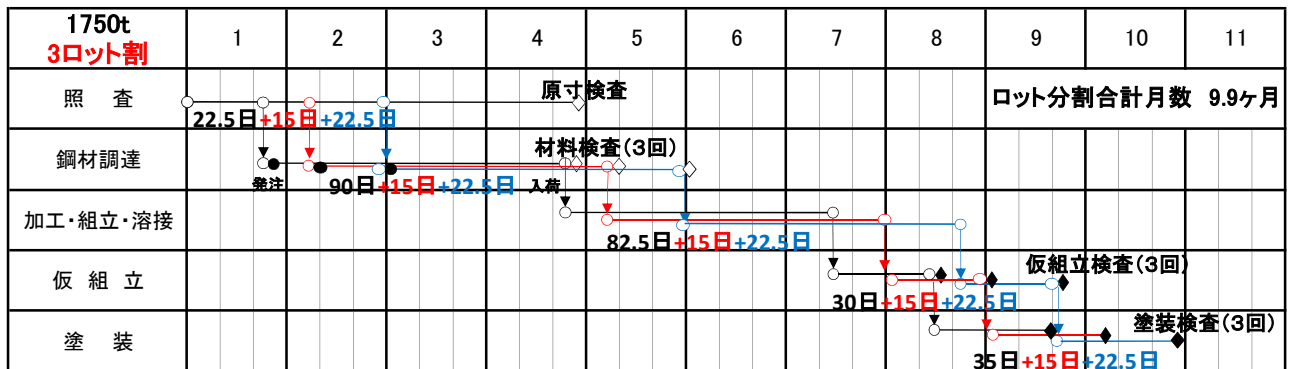 1750t
3ロット割
1 2 3 4 5 6 7 8 9 10 11
照 査
原寸検査
ロット分割合計月数 9.9ヶ月
22.5日+15日+22.5日
鋼材調達
材料検査(3回)
発注
90日+15日+22.5日
入荷
加工・組立・溶接
82.5日+15日+22.5日
仮 組 立
仮組立検査(3回)
30日+15日+22.5日
塗 装
塗装検査(3回)
35日+15日+22.5日